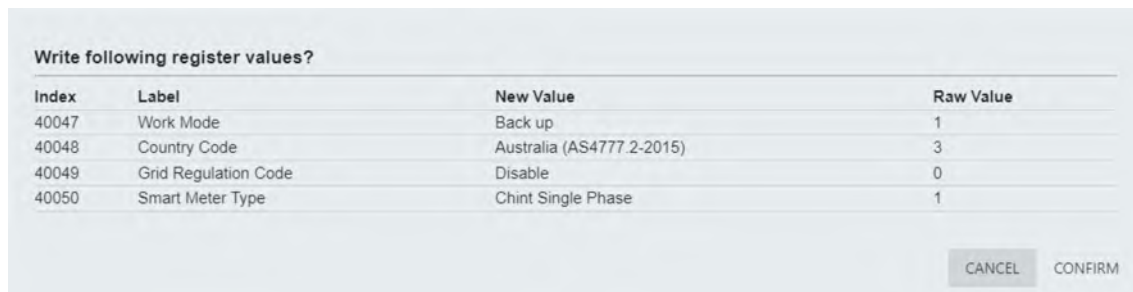 Write following register values?
Index Label New Value Raw Value
40047 Work Mode Back up 1
40048 Country Code Australia (AS4777.2-2015) 3
40049 Grid Regulation Code Disable 0
40050 Smart Meter Type Chint Single Phase 1
CANCEL CONFIRM